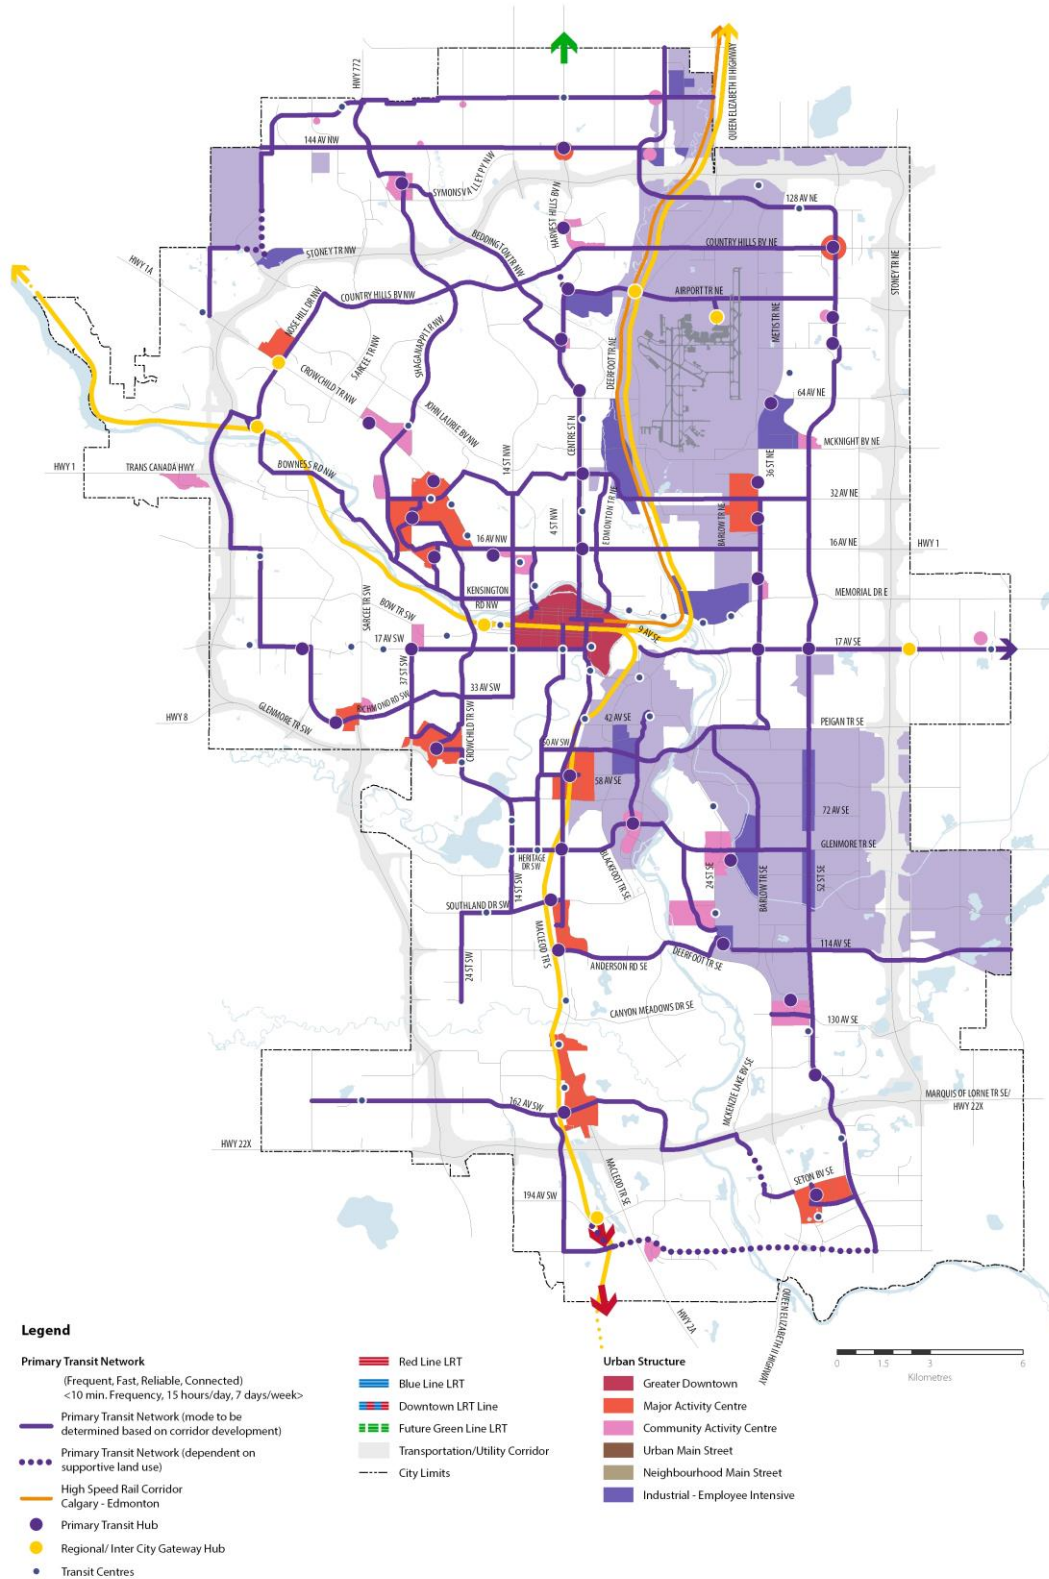 HWY 772
QUEEN ELIZABETH II HIGHWAY
144 AV NW
SYMONS VALLEY PY NW
128 AV NE
HARVEST HILLS BV N
BEDDINGTON TR NW
COUNTRY HILLS BV NE
STONEY TR NW
HWY 1A
STONEY TR NE
AIRPORT TR NE
COUNTRY HILLS BV NW
NOSE HILL DR NW
METIS TR NE
SARCEE TR NW
SHAGANAPPI TR NW
DEERFOOT TR NE
CROWCHILD TR NW
64 AV NE
JOHN LAURIE BV NW
CENTRE ST N
MCKNIGHT BV NE
14 ST NW
36 ST NE
HWY 1
TRANS CANADA HWY
BOWNESS RD NW
32 AV NE
4 ST NW
EDMONTON TR NE
BARLOW TR NE
16 AV NW
16 AV NE
HWY 1
KENSINGTON
RD NW
MEMORIAL DR E
SARCEE TR SW
BOW TR SW
9 AV SE
17 AV SW
17 AV SE
37 ST SW
33 AV SW
RICHMOND RD SW
HWY 8
GLENMORE TR SW
CROWCHILD TR SW
42 AV SE
PEIGAN TR SE
50 AV SW
58 AV SE
72 AV SE
GLENMORE TR SE
HERITAGE
DR SW
BLACKFOOT TR SE
24 ST SE
BARLOW TR SE
52 ST SE
14 ST SW
SOUTHLAND DR SW
MACLEOD TR S
114 AV SE
24 ST SW
ANDERSON RD SE
DEERFOOT TR SE
CANYON MEADOWS DR SE
130 AV SE
MCKENZIE LAKE BV SE
MARQUIS OF LORNE TR SE/
HWY 22X
162 AV SW
HWY 22X
MACLEOD TR SE
SETON BV SE
194 AV SW
HWY 2A
QUEEN ELIZABETH II HIGHWAY
0 1.5 3 6
Kilometres
Legend
Primary Transit Network
(Frequent, Fast, Reliable, Connected)
<10 min. Frequency, 15 hours/day, 7 days/week>
Primary Transit Network (mode to be
determined based on corridor development)
Primary Transit Network (dependent on
supportive land use)
High Speed Rail Corridor
Calgary - Edmonton
Primary Transit Hub
Regional/ Inter City Gateway Hub
Transit Centres
Red Line LRT
Blue Line LRT
Downtown LRT Line
Future Green Line LRT
Transportation/Utility Corridor
City Limits
Urban Structure
Greater Downtown
Major Activity Centre
Community Activity Centre
Urban Main Street
Neighbourhood Main Street
Industrial - Employee Intensive